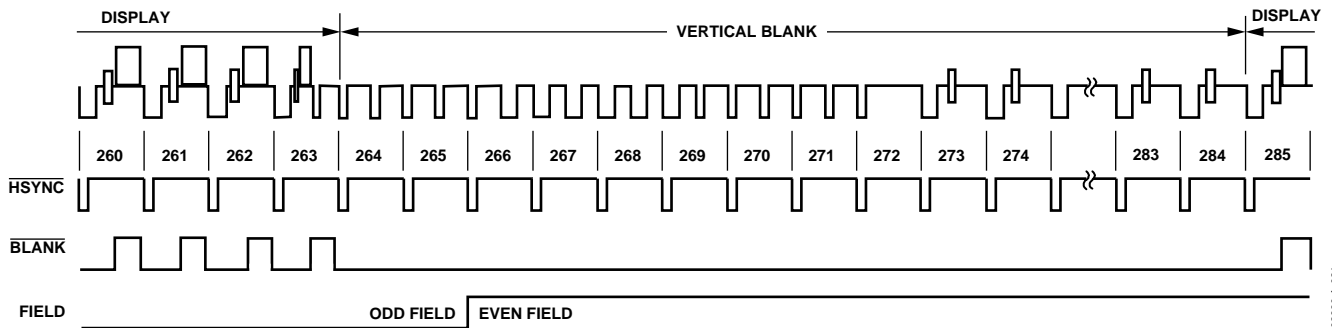 DISPLAY VERTICAL BLANK DISPLAY
260 261 262 263 264 265 266 267 268 269 270 271 272 273 274 283 284 285
HSYNC
BLANK
FIELD ODD FIELD EVEN FIELD